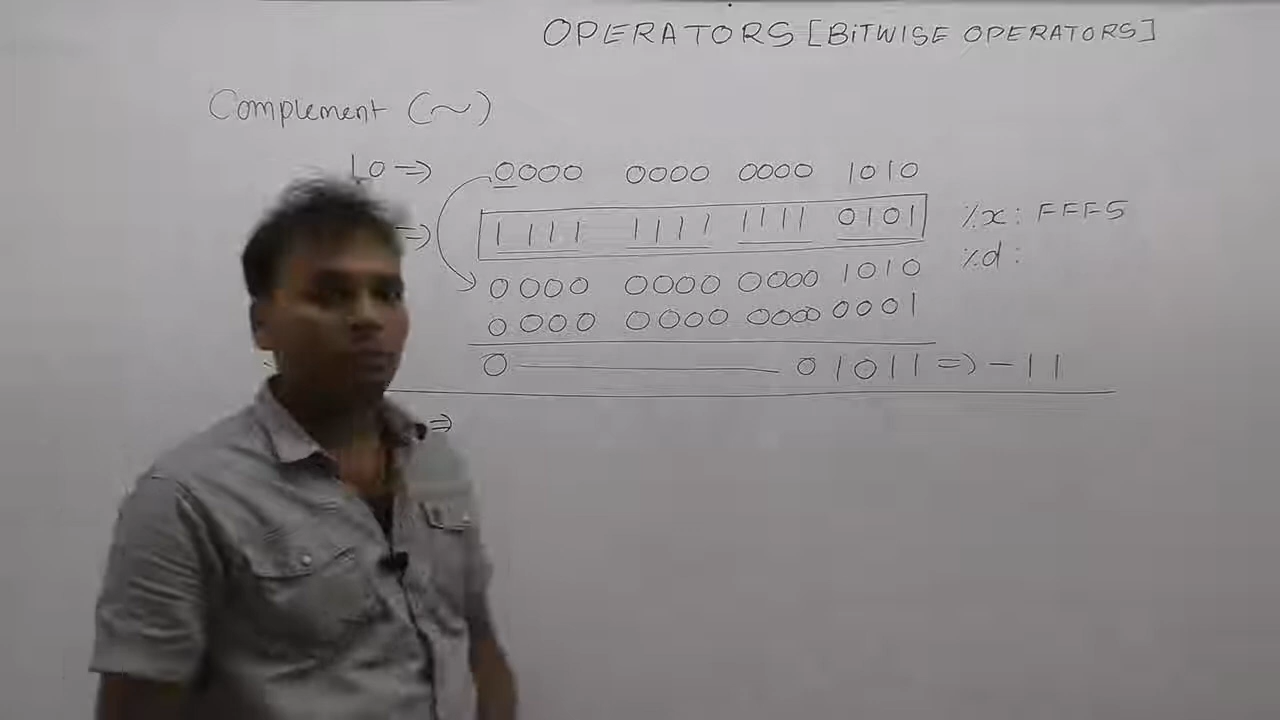 OPERATORS [BITWISE OPERATORS]
Complement (~)
10 ⇒ 0000 0000 0000 1010
⇒ 1111 1111 1111 0101 %x: FFF5
%d:
0000 0000 0000 1010
0000 0000 0000 0001
0 ——— 0 1011 ⇒ -11
⇒